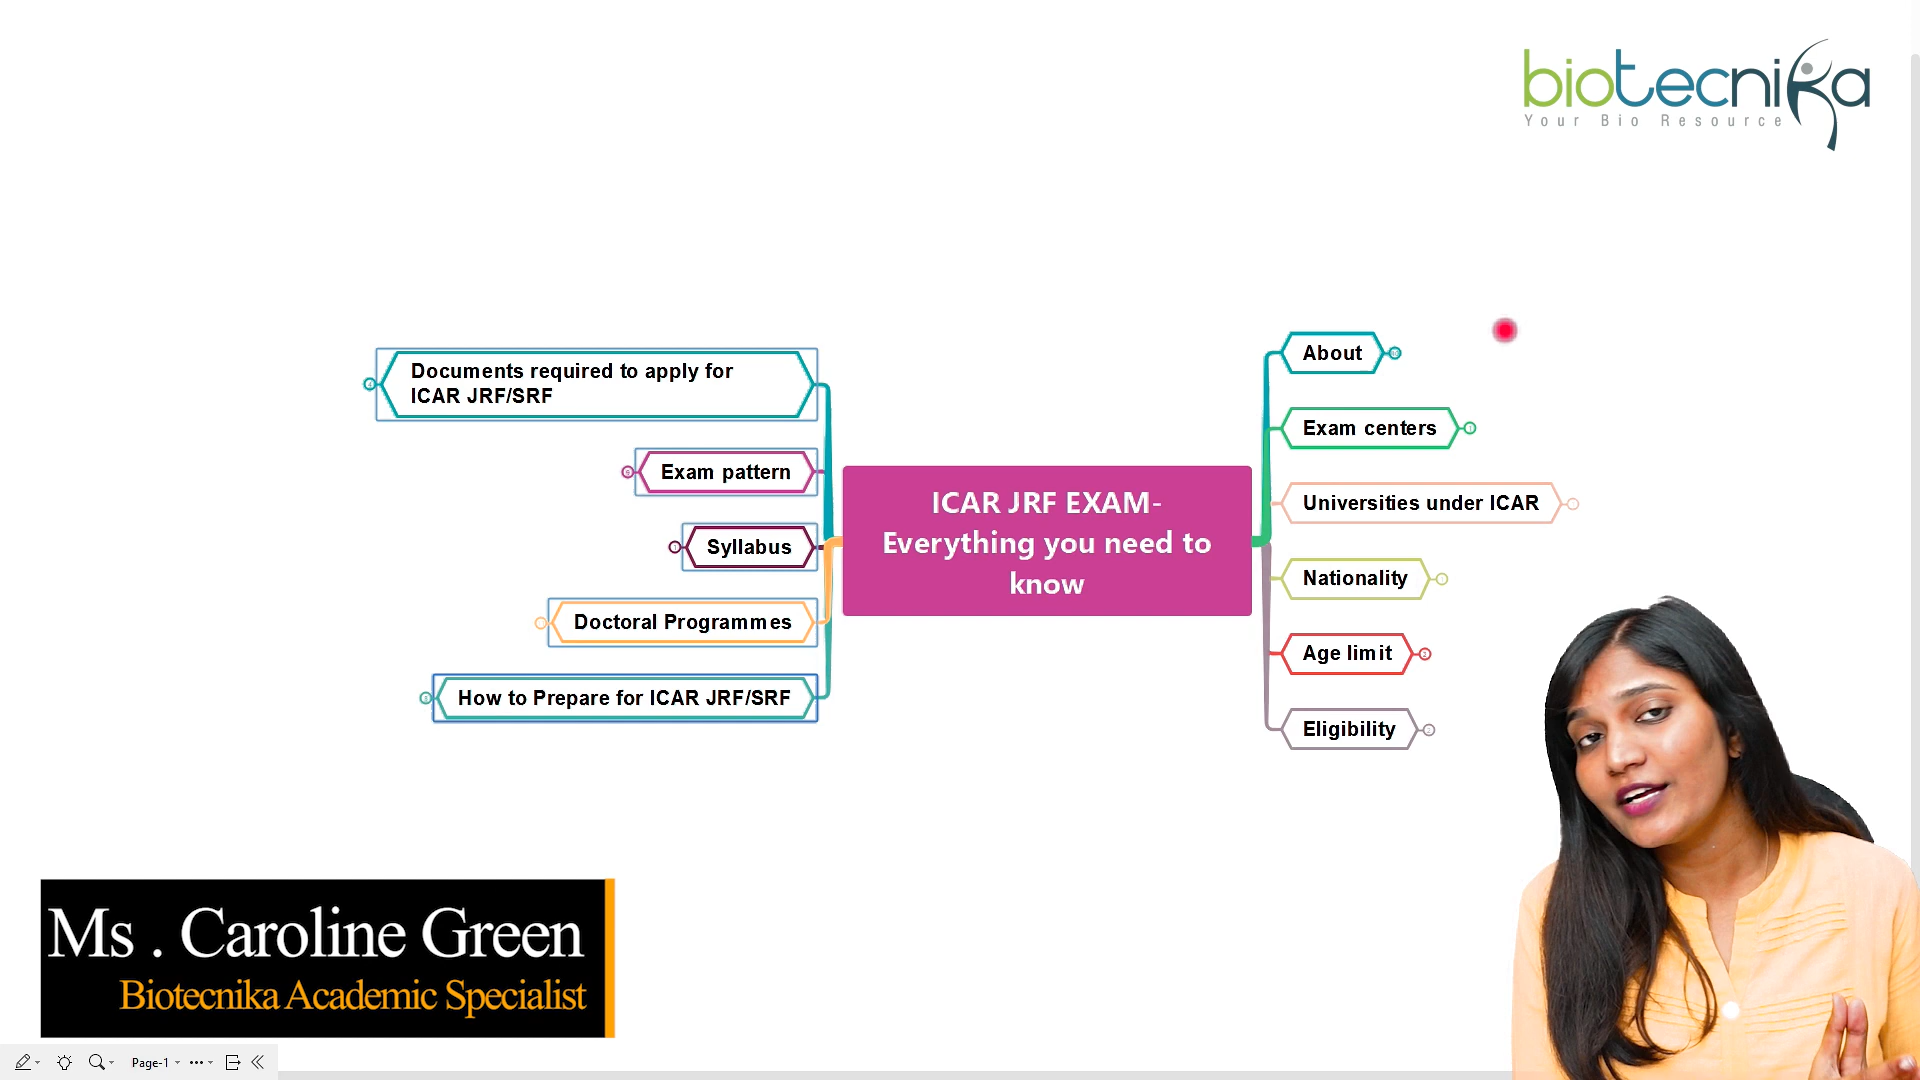 biotecnika
Your Bio Resource
Documents required to apply for
ICAR JRF/SRF
Exam pattern
Syllabus
Doctoral Programmes
How to Prepare for ICAR JRF/SRF
ICAR JRF EXAM-
Everything you need to
know
About
Exam centers
Universities under ICAR
Nationality
Age limit
2
Eligibility
Ms . Caroline Green
Biotecnika Academic Specialist
Page-1